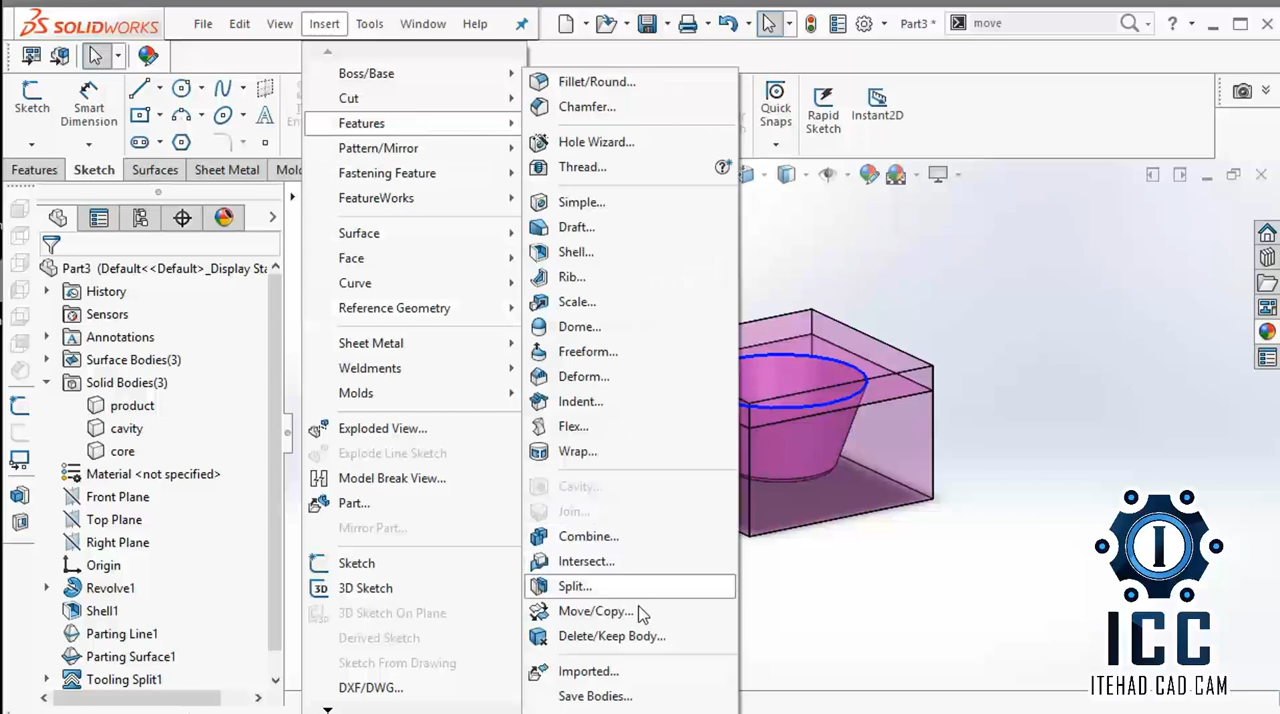 SOLIDWORKS
File
Edit
View
Insert
Tools
Window
Help
Part3 *
move
?
Sketch
Smart
Dimension
Quick
Snaps
Rapid
Sketch
Instant2D
Features
Sketch
Surfaces
Sheet Metal
Mol
Part3 (Default<<Default>_Display Sta
History
Sensors
Annotations
Surface Bodies(3)
Solid Bodies(3)
product
cavity
core
Material <not specified>
Front Plane
Top Plane
Right Plane
Origin
Revolve1
Shell1
Parting Line1
Parting Surface1
Tooling Split1
Boss/Base
Cut
Features
Pattern/Mirror
Fastening Feature
FeatureWorks
Surface
Face
Curve
Reference Geometry
Sheet Metal
Weldments
Molds
Exploded View...
Explode Line Sketch
Model Break View...
Part...
Mirror Part...
Sketch
3D Sketch
3D Sketch On Plane
Derived Sketch
Sketch From Drawing
DXF/DWG...
Fillet/Round...
Chamfer...
Hole Wizard...
Thread...
Simple...
Draft...
Shell...
Rib...
Scale...
Dome...
Freeform...
Deform...
Indent...
Flex...
Wrap...
Cavity...
Join...
Combine...
Intersect...
Split...
Move/Copy...
Delete/Keep Body...
Imported...
Save Bodies...
I
ICC
ITEHAD CAD CAM